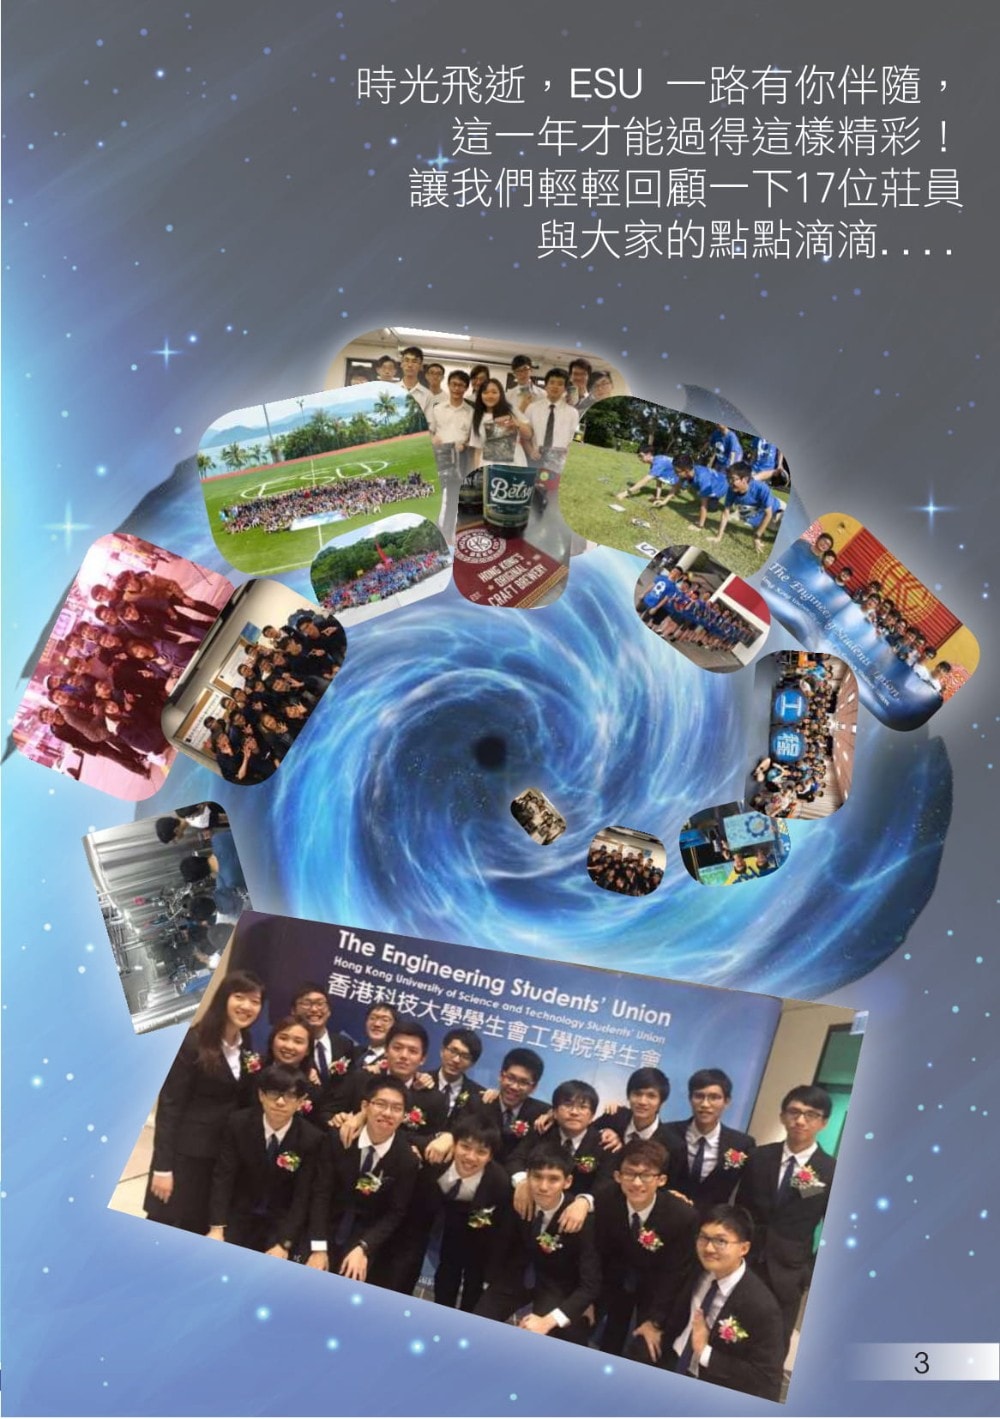 時光飛逝，ESU 一路有你伴隨，
這一年才能過得這樣精彩！
讓我們輕輕回顧一下17位莊員
與大家的點點滴滴....
ESU
Betsy
HONG KONG'S
ORIGINAL
CRAFT BREWERY
The Engineering Students' Union
工
The Engineering Students' Union
Hong Kong University of Science and Technology Students' Union
香港科技大學學生會工學院學生會
3